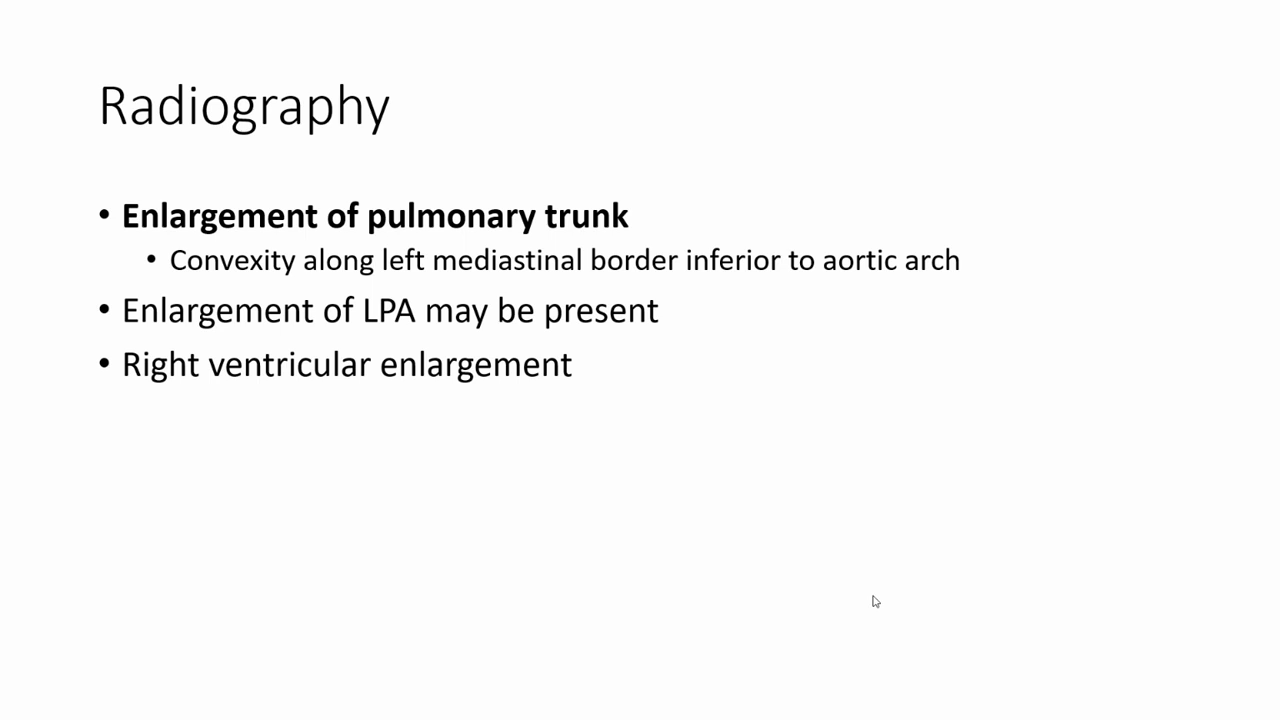 Radiography
• Enlargement of pulmonary trunk
• Convexity along left mediastinal border inferior to aortic arch
• Enlargement of LPA may be present
• Right ventricular enlargement